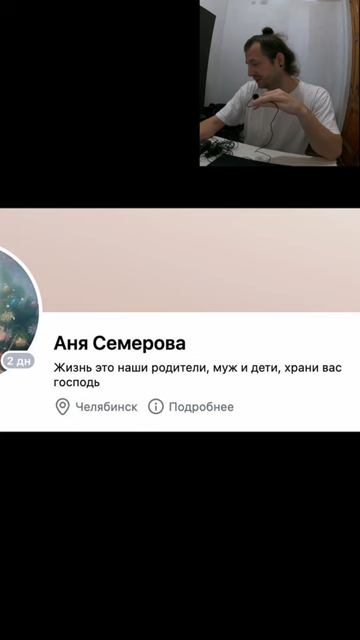 2 дн
Аня Семерова
Жизнь это наши родители, муж и дети, храни вас
господь
Челябинск Подробнее